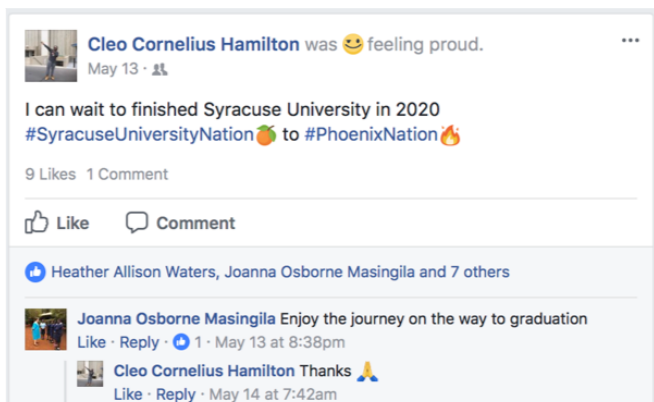 Cleo Cornelius Hamilton was 😀 feeling proud.
May 13 ·
I can wait to finished Syracuse University in 2020
#SyracuseUniversityNation🍊 to #PhoenixNation🔥
9 Likes 1 Comment
Like Comment
Heather Allison Waters, Joanna Osborne Masingila and 7 others
Joanna Osborne Masingila Enjoy the journey on the way to graduation
Like · Reply · 1 · May 13 at 8:38pm
Cleo Cornelius Hamilton Thanks 🙏
Like · Reply · May 14 at 7:42am